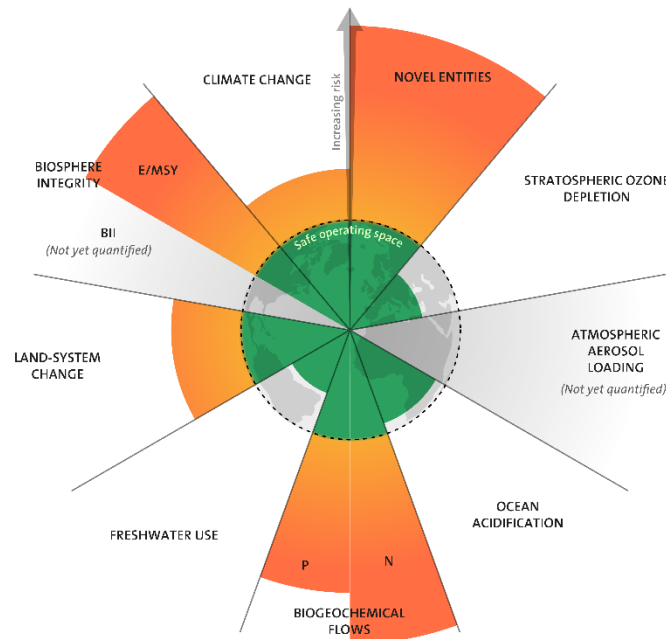 CLIMATE CHANGE
NOVEL ENTITIES
Increasing risk
BIOSPHERE
INTEGRITY
E/MSY
STRATOSPHERIC OZONE
DEPLETION
BII
(Not yet quantified)
Safe operating space
LAND-SYSTEM
CHANGE
ATMOSPHERIC
AEROSOL
LOADING
(Not yet quantified)
FRESHWATER USE
OCEAN
ACIDIFICATION
P
N
BIOGEOCHEMICAL
FLOWS